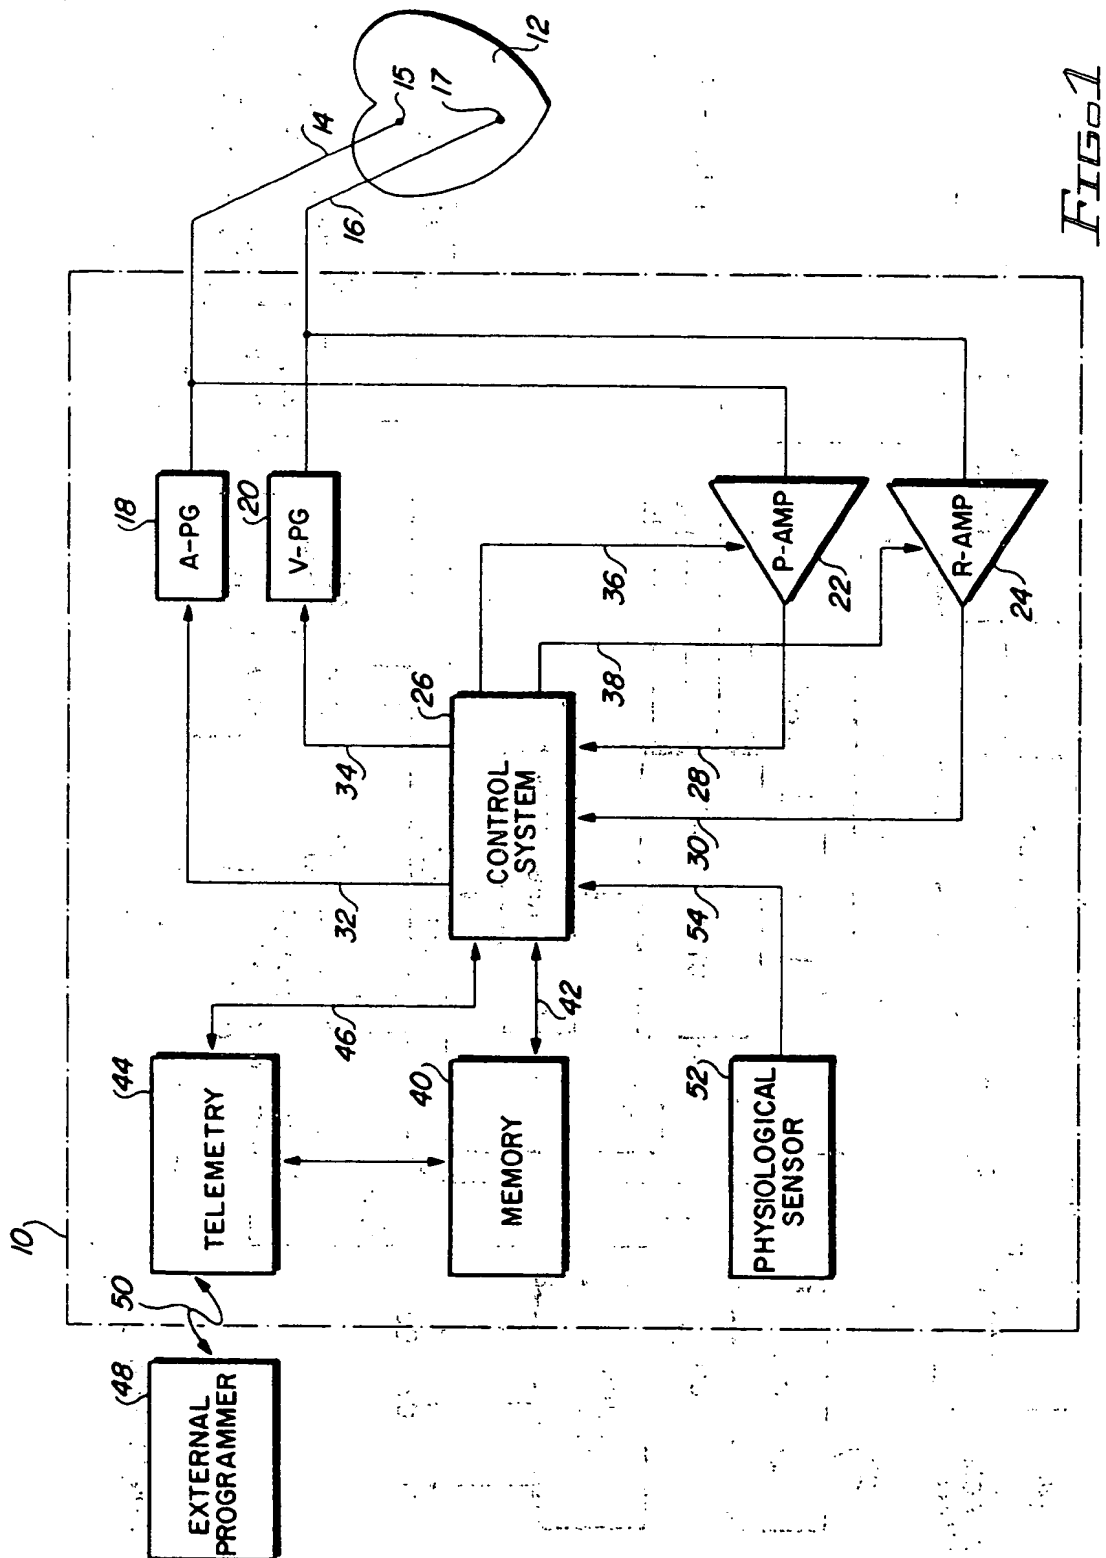 10
50
48
EXTERNAL
PROGRAMMER
44
TELEMETRY
46
32
34
18
A-PG
20
V-PG
14
16
15
17
12
40
MEMORY
42
26
CONTROL
SYSTEM
36
38
52
PHYSIOLOGICAL
SENSOR
54
30
28
P-AMP
22
R-AMP
24
FIG. 1